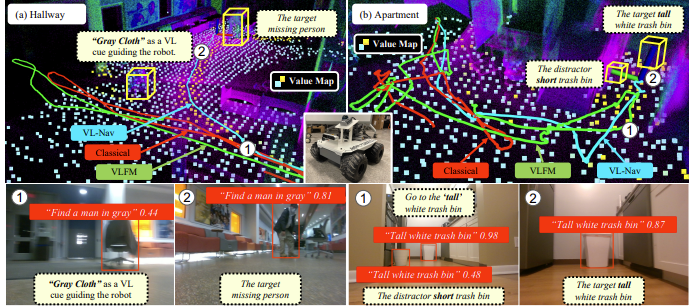 (a) Hallway
"Gray Cloth" as a VL
cue guiding the robot.
2
The target
missing person
Value Map
VL-Nav
Classical
VLFM
1
(b) Apartment
The target tall
white trash bin
Value Map
The distractor
short trash bin
2
1
Classical
VLFM
VL-Nav
1
"Find a man in gray" 0.44
"Gray Cloth" as a VL
cue guiding the robot
2
"Find a man in gray" 0.81
The target
missing person
1
Go to the 'tall'
white trash bin
"Tall white trash bin" 0.98
"Tall white trash bin" 0.48
The distractor short trash bin
2
"Tall white trash bin" 0.87
The target tall
white trash bin